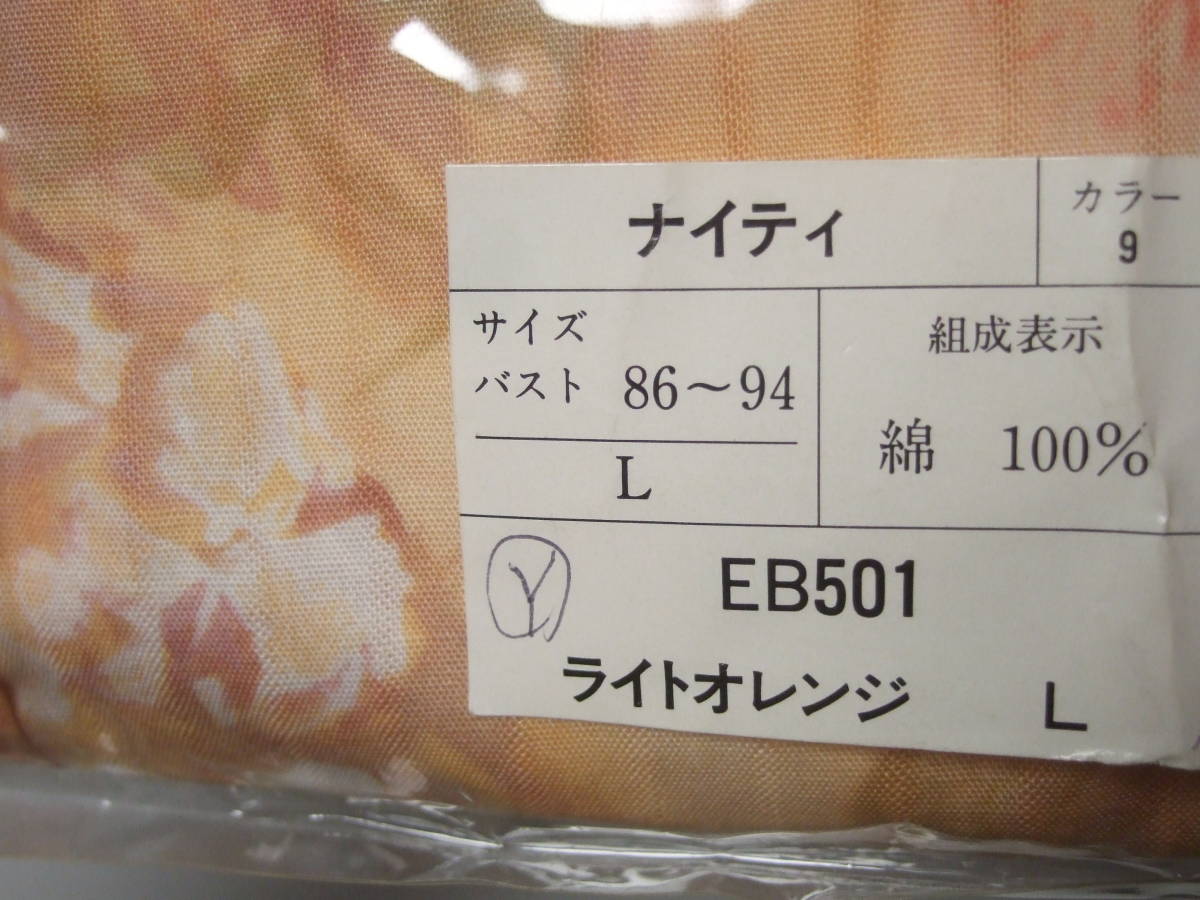 ナイティ
カラー
9
サイズ
バスト 86～94
L
組成表示
綿 100%
Y
EB501
ライトオレンジ L